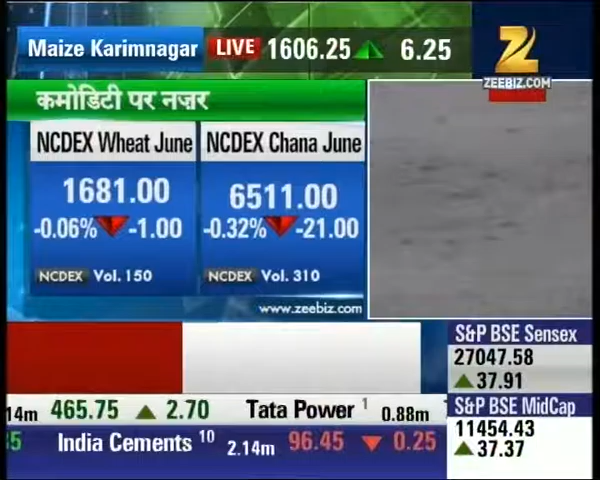 Maize Karimnagar LIVE 1606.25 6.25
ZEEBIZ.COM
कमोडिटी पर नज़र
NCDEX Wheat June
1681.00
-0.06% -1.00
NCDEX Vol. 150
NCDEX Chana June
6511.00
-0.32% -21.00
NCDEX Vol. 310
www.zeebiz.com
S&P BSE Sensex
27047.58
37.91
S&P BSE MidCap
11454.43
37.37
14m 465.75 2.70 Tata Power 1 0.88m
5 India Cements 10 2.14m 96.45 0.25